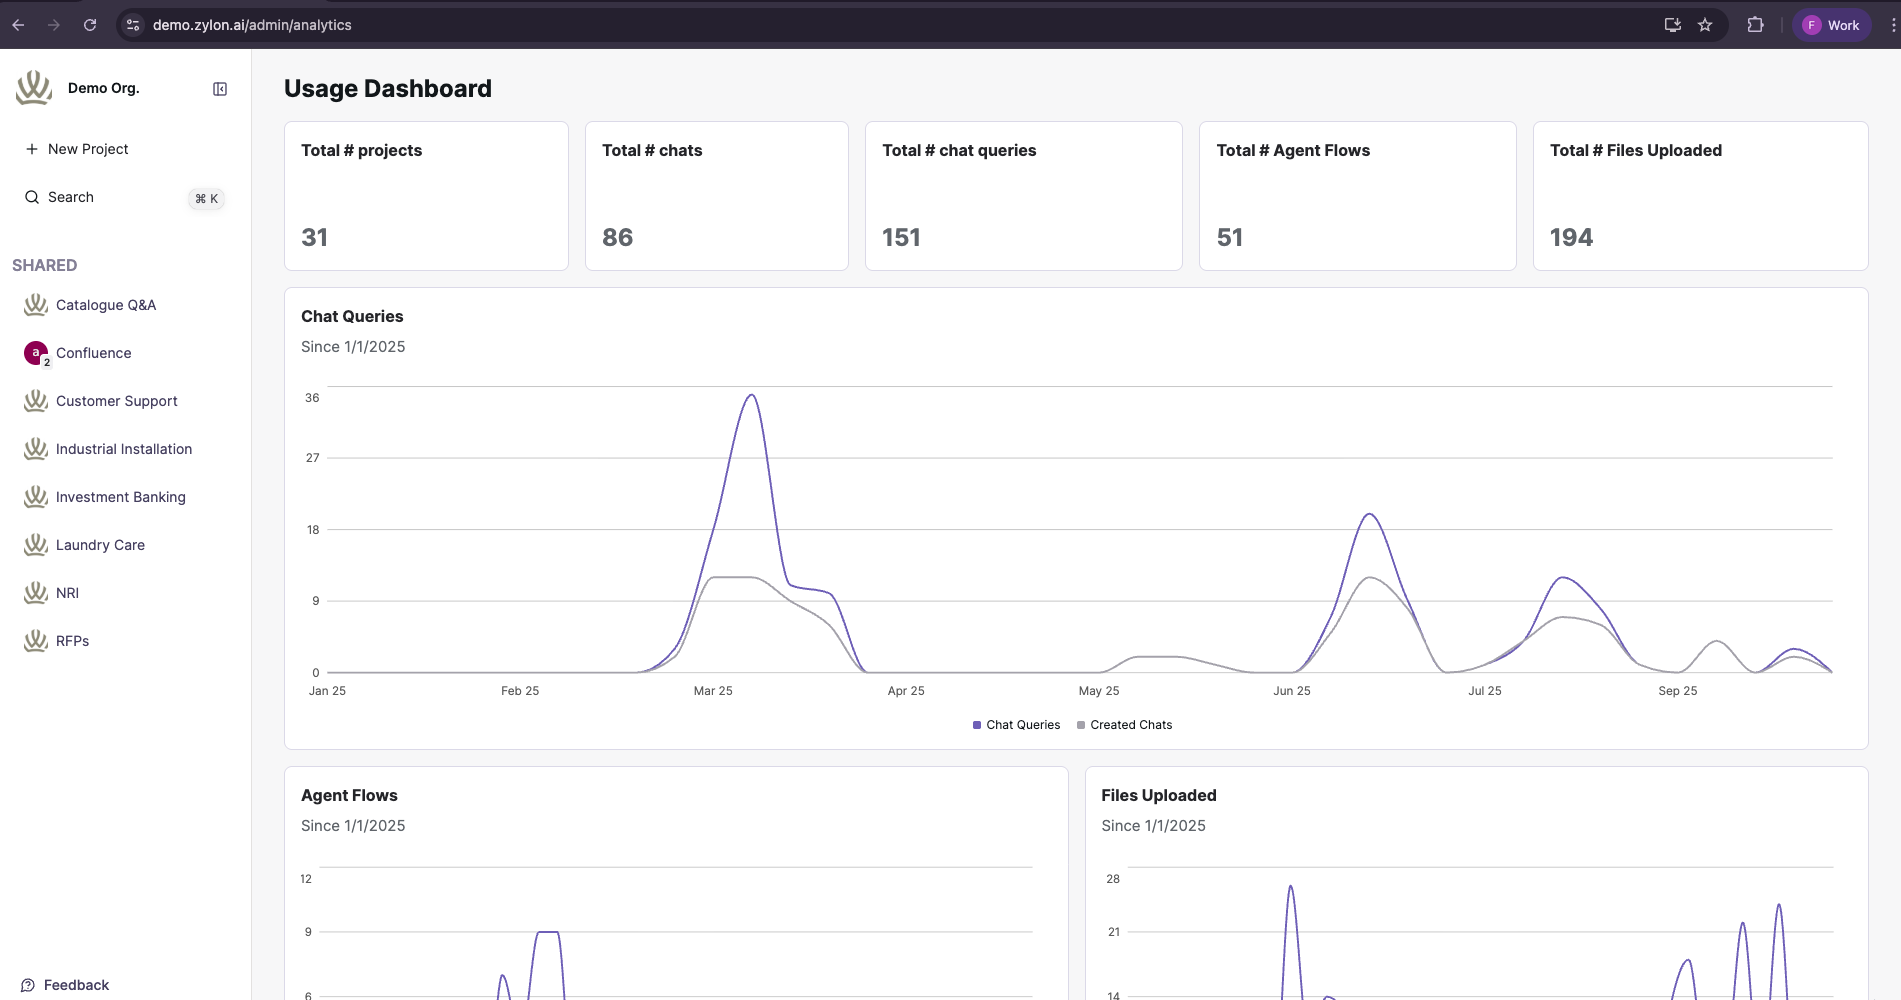 demo.zylon.ai/admin/analytics
F Work
Demo Org.
New Project
Search ⌘ K
SHARED
Catalogue Q&A
a 2 Confluence
Customer Support
Industrial Installation
Investment Banking
Laundry Care
NRI
RFPs
Feedback
Usage Dashboard
Total # projects
31
Total # chats
86
Total # chat queries
151
Total # Agent Flows
51
Total # Files Uploaded
194
Chat Queries
Since 1/1/2025
36
27
18
9
0
Jan 25 Feb 25 Mar 25 Apr 25 May 25 Jun 25 Jul 25 Sep 25
Chat Queries Created Chats
Agent Flows
Since 1/1/2025
12
9
6
Files Uploaded
Since 1/1/2025
28
21
14